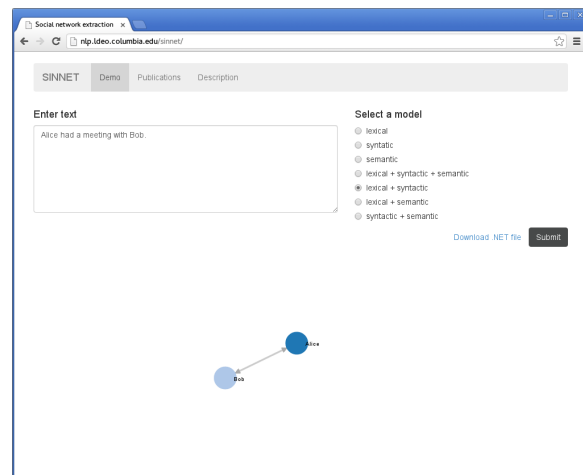 Social network extraction
nlp.ldeo.columbia.edu/sinnet/
SINNET Demo Publications Description
Enter text
Alice had a meeting with Bob.
Select a model
lexical
syntatic
semantic
lexical + syntactic + semantic
lexical + syntactic
lexical + semantic
syntactic + semantic
Download .NET file Submit
Alice
Bob